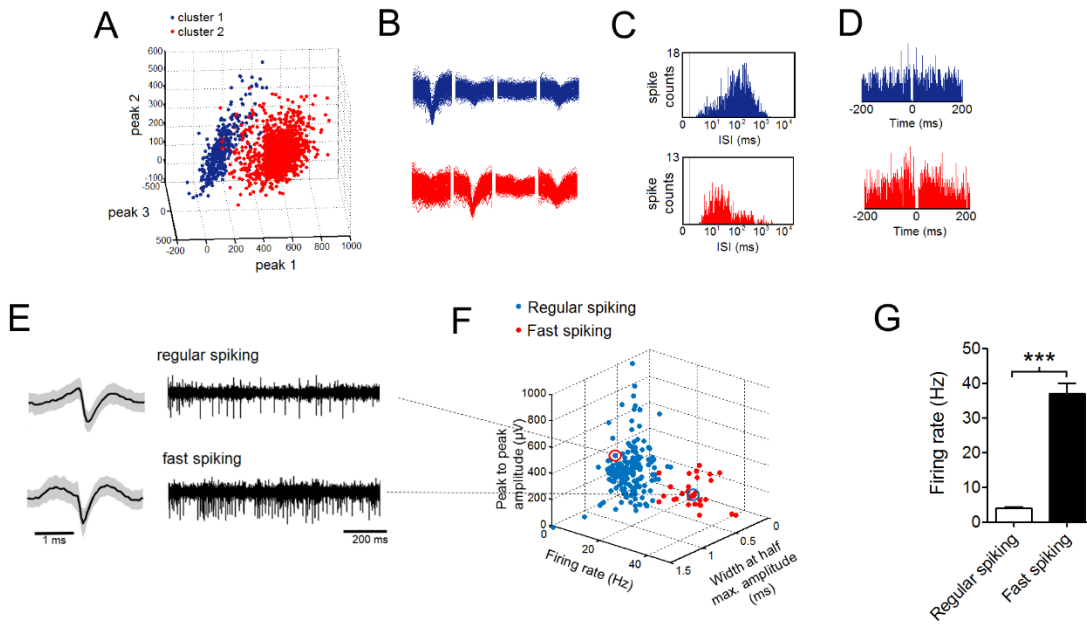 A
cluster 1
cluster 2
600
500
400
300
200
100
0
-100
peak 2
-500
0
500
peak 3
-200 0 200 400 600 800 1000
peak 1
B
C
18
spike
counts
0 10¹ 10² 10³ 10⁴
ISI (ms)
13
spike
counts
0 10¹ 10² 10³ 10⁴
ISI (ms)
D
-200 0 200
Time (ms)
-200 0 200
Time (ms)
E
regular spiking
fast spiking
1 ms
200 ms
F
Regular spiking
Fast spiking
1000
800
600
400
200
0
Peak to peak
amplitude (µV)
0 20 40
Firing rate (Hz)
1.5 1 0.5 0
Width at half
max. amplitude
(ms)
G
50
40
30
20
10
0
Firing rate (Hz)
***
Regular spiking
Fast spiking